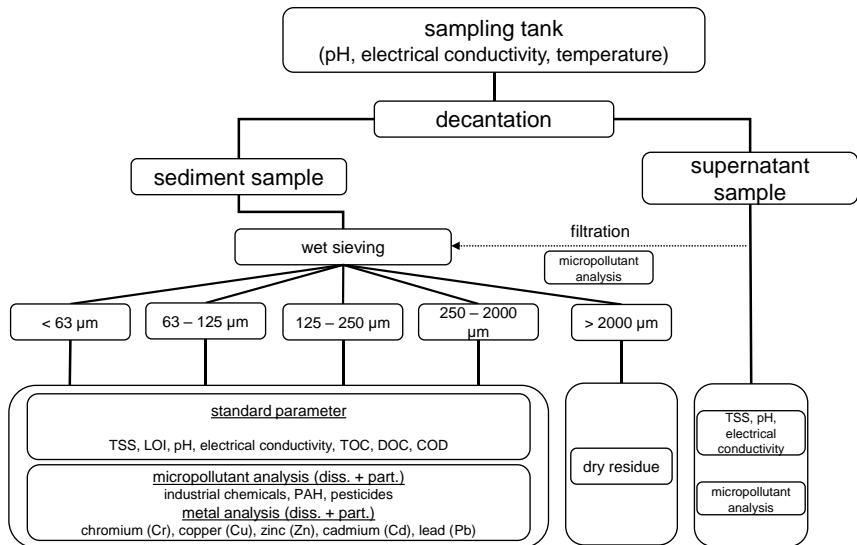 sampling tank
(pH, electrical conductivity, temperature)
decantation
sediment sample
supernatant
sample
filtration
wet sieving
micropollutant
analysis
< 63 µm
63 – 125 µm
125 – 250 µm
250 – 2000
µm
> 2000 µm
standard parameter
TSS, LOI, pH, electrical conductivity, TOC, DOC, COD
micropollutant analysis (diss. + part.)
industrial chemicals, PAH, pesticides
metal analysis (diss. + part.)
chromium (Cr), copper (Cu), zinc (Zn), cadmium (Cd), lead (Pb)
dry residue
TSS, pH,
electrical
conductivity
micropollutant
analysis